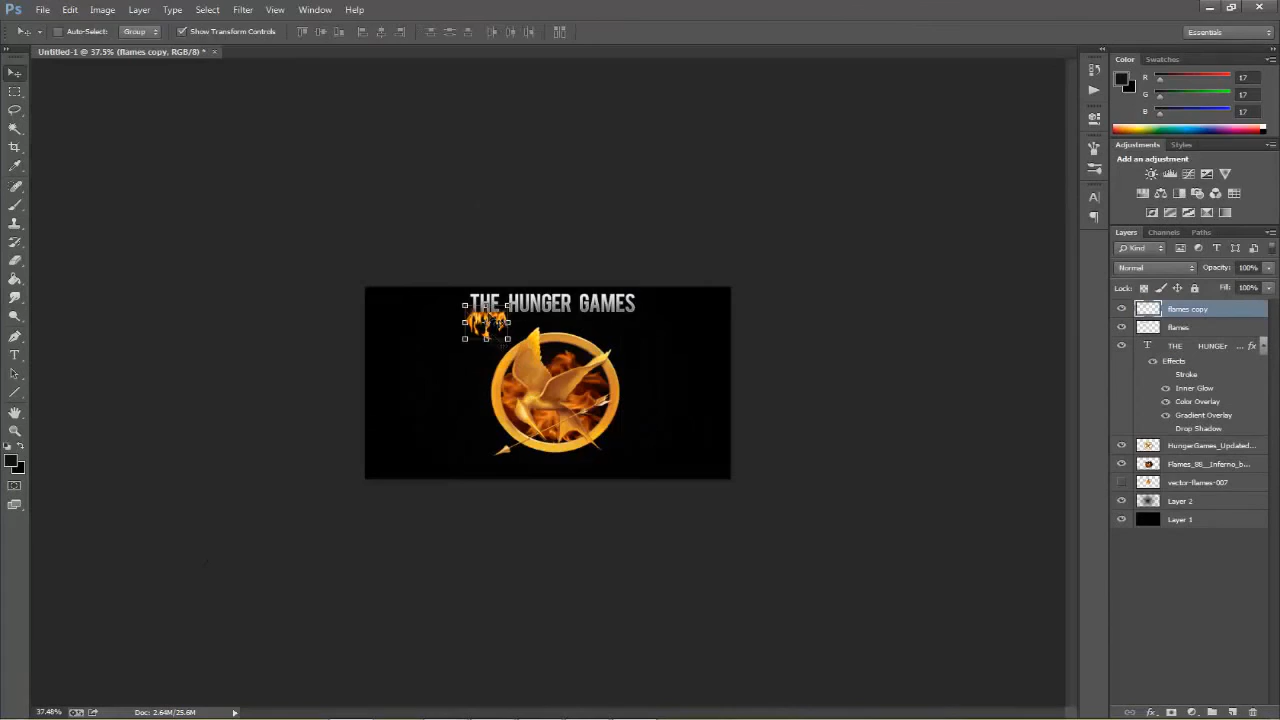 Ps File Edit Image Layer Type Select Filter View Window Help
Auto-Select: Group Show Transform Controls Essentials
Untitled-1 @ 37.5% (flames copy, RGB/8) * ×
THE HUNGER GAMES
Color Swatches
R 17
G 17
B 17
Adjustments Styles
Add an adjustment
Layers Channels Paths
Kind
Normal Opacity: 100%
Lock: Fill: 100%
flames copy
flames
T THE HUNGEr ... fx
Effects
Stroke
Inner Glow
Color Overlay
Gradient Overlay
Drop Shadow
HungerGames_Updated...
Flames_88__Inferno_b...
vector-flames-007
Layer 2
Layer 1
37.48% Doc: 2.64M/25.6M